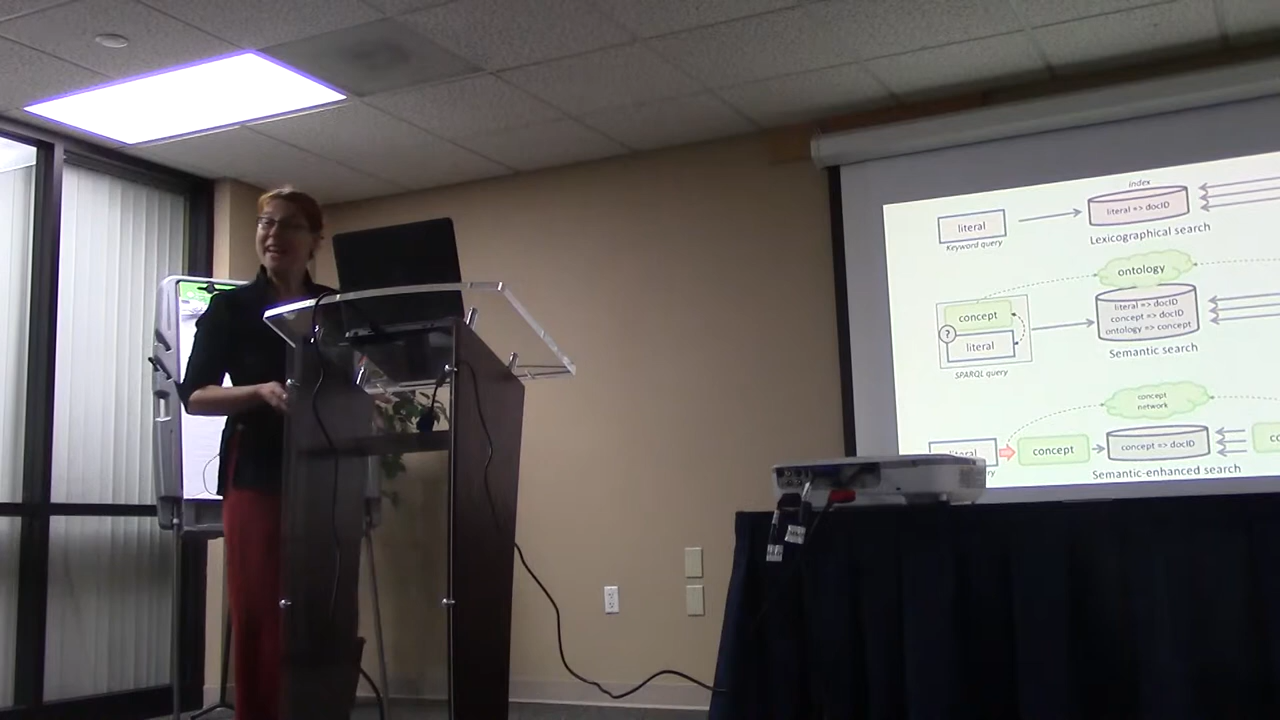 index
literal
literal => docID
Keyword query
Lexicographical search
ontology
concept
literal => docID
concept => docID
ontology => concept
?
literal
Semantic search
SPARQL query
concept
network
concept
concept => docID
Semantic-enhanced search